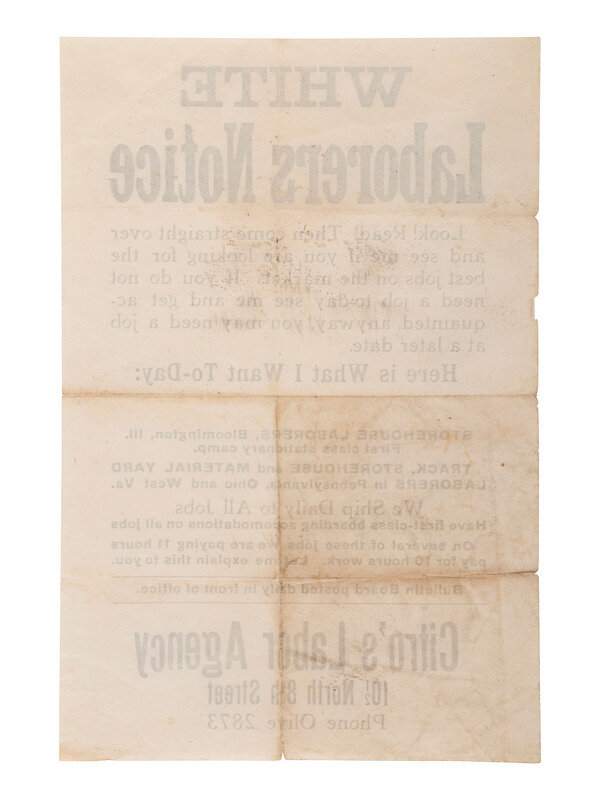 WHITE
Laborers Notice
Look! Read! Then come straight over
and see me if you are looking for the
best jobs on the market. If you do not
need a job to-day see me and get ac-
quainted, anyway, you may need a job
at a later date.
Here is What I Want To-Day:
STOREHOUSE LABORERS, Bloomington, Ill.
First class stationary camp.
TRACK, STOREHOUSE and MATERIAL YARD
LABORERS in Pennsylvania, Ohio and West Va.
We Ship Daily to All Jobs.
Have first-class boarding accomodations on all jobs
On several of those jobs we are paying 11 hours
pay for 10 hours work. Let me explain this to you.
Bulletin Board posted daily in front of office.
Citro's Labor Agency
10½ North 8th Street
Phone Olive 2873